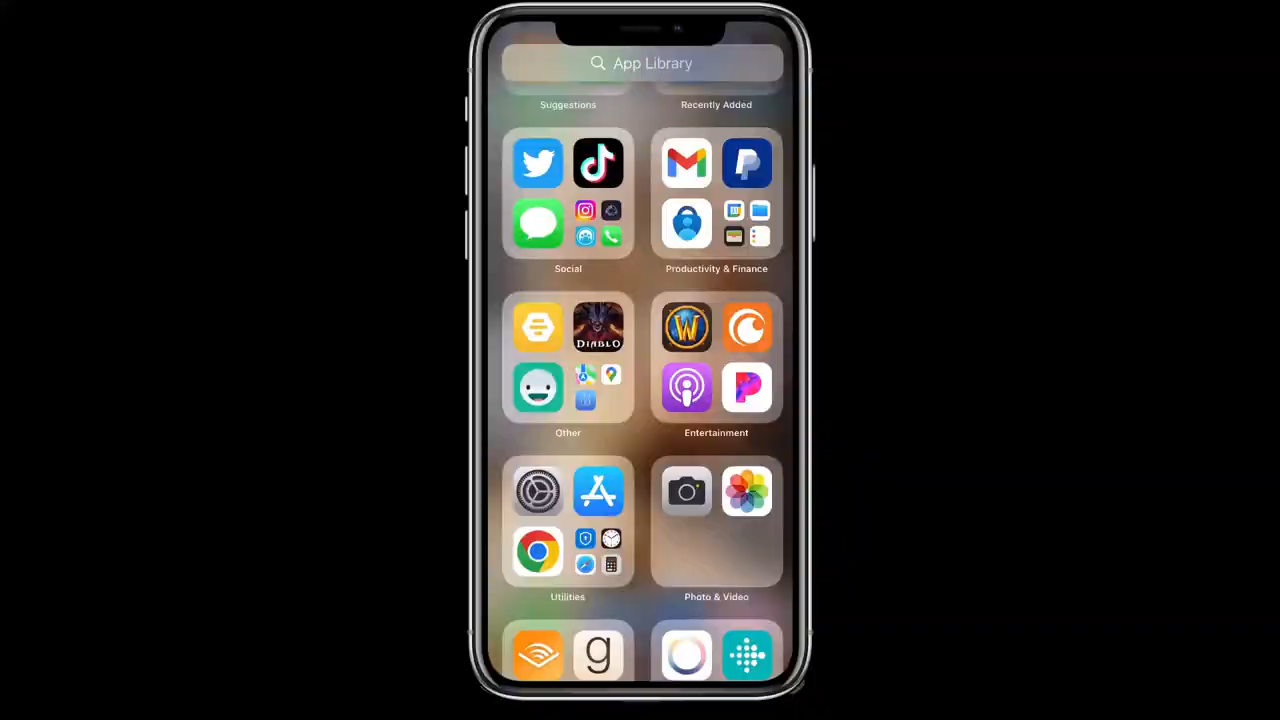 App Library
Suggestions
Recently Added
Social
Productivity & Finance
DIABLO
Other
Entertainment
Utilities
Photo & Video
g